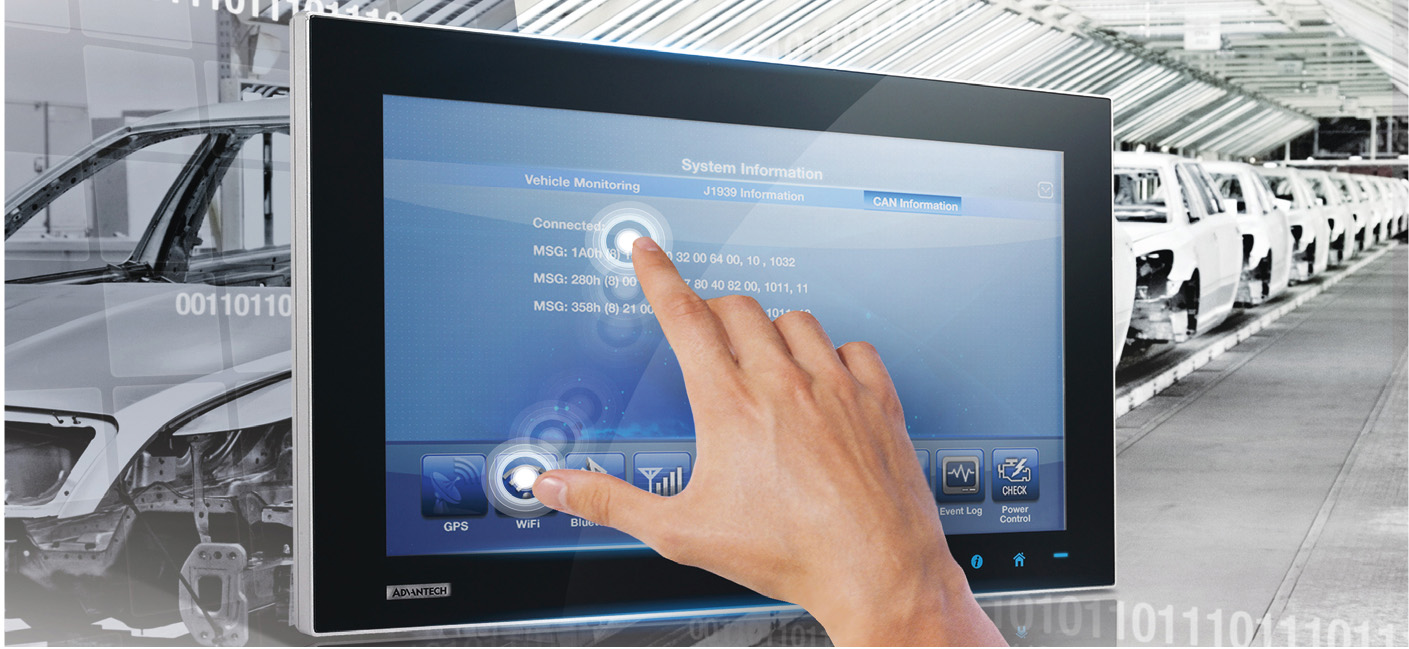 System Information
Vehicle Monitoring
J1939 Information
CAN Information
Connected
MSG: 1A0h (8) 32 00 64 00, 10 , 1032
MSG: 280h (8) 00 80 40 82 00, 1011, 11
MSG: 358h (8) 21 00
00110110
GPS
WiFi
Event Log
CHECK
Power
Control
ADVANTECH